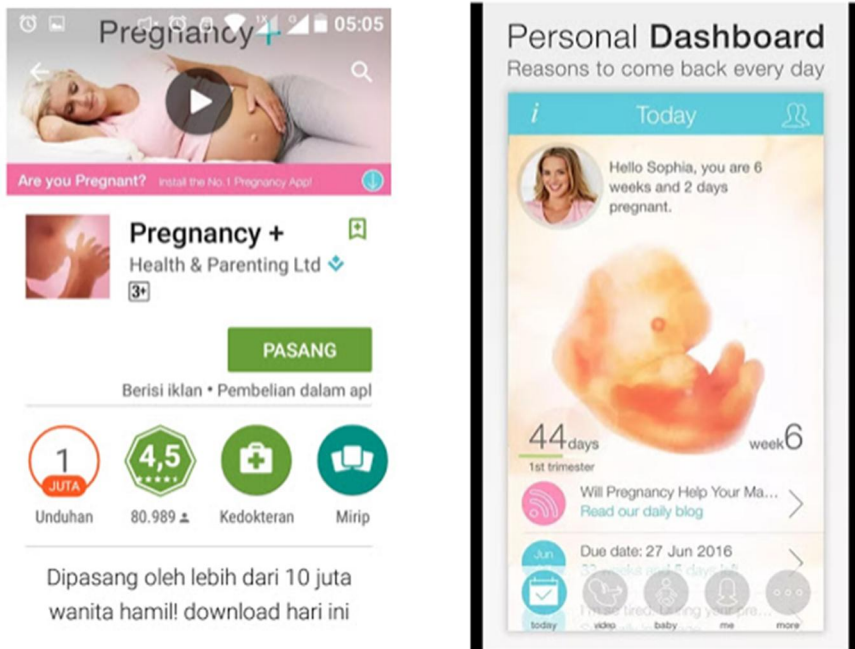 05:05
Pregnancy+
Are you Pregnant? Install the No.1 Pregnancy App!
Pregnancy +
Health & Parenting Ltd
3+
PASANG
Berisi iklan • Pembelian dalam apl
1
JUTA
4,5
Unduhan
80.989
Kedokteran
Mirip
Dipasang oleh lebih dari 10 juta
wanita hamil! download hari ini
Personal Dashboard
Reasons to come back every day
i
Today
Hello Sophia, you are 6
weeks and 2 days
pregnant.
44 days
week 6
1st trimester
Will Pregnancy Help Your Ma...
Read our daily blog
Jun
Due date: 27 Jun 2016
today
video
baby
me
more